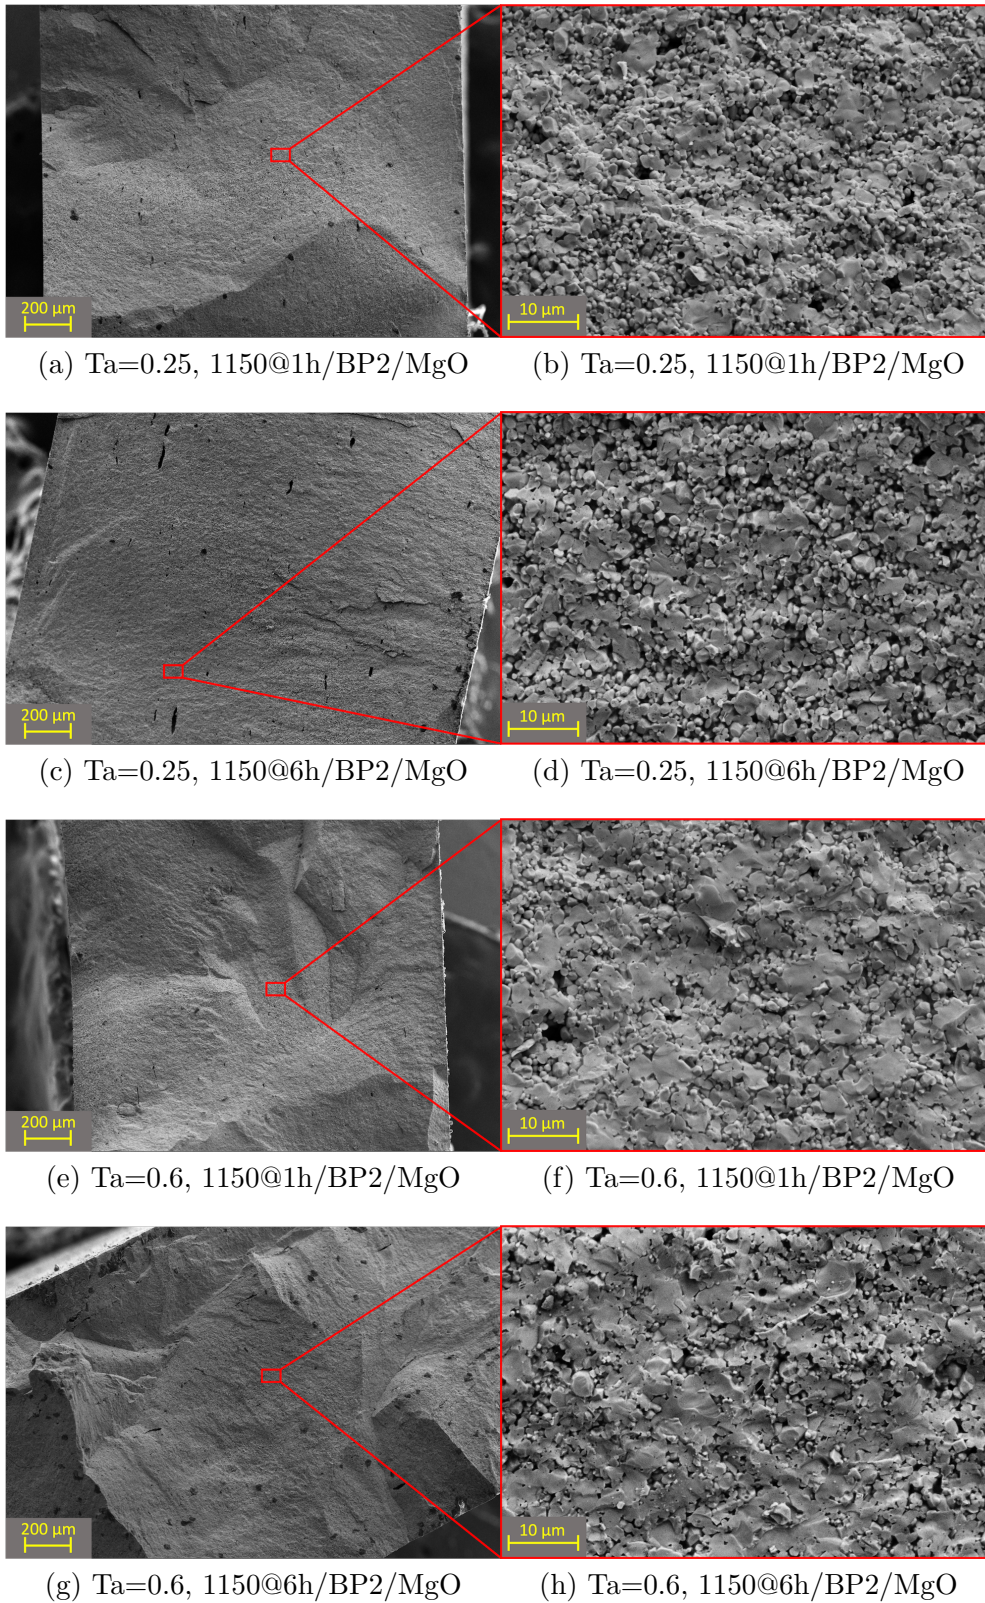 200 µm
10 µm
(a) Ta=0.25, 1150@1h/BP2/MgO
(b) Ta=0.25, 1150@1h/BP2/MgO
200 µm
10 µm
(c) Ta=0.25, 1150@6h/BP2/MgO
(d) Ta=0.25, 1150@6h/BP2/MgO
200 µm
10 µm
(e) Ta=0.6, 1150@1h/BP2/MgO
(f) Ta=0.6, 1150@1h/BP2/MgO
200 µm
10 µm
(g) Ta=0.6, 1150@6h/BP2/MgO
(h) Ta=0.6, 1150@6h/BP2/MgO